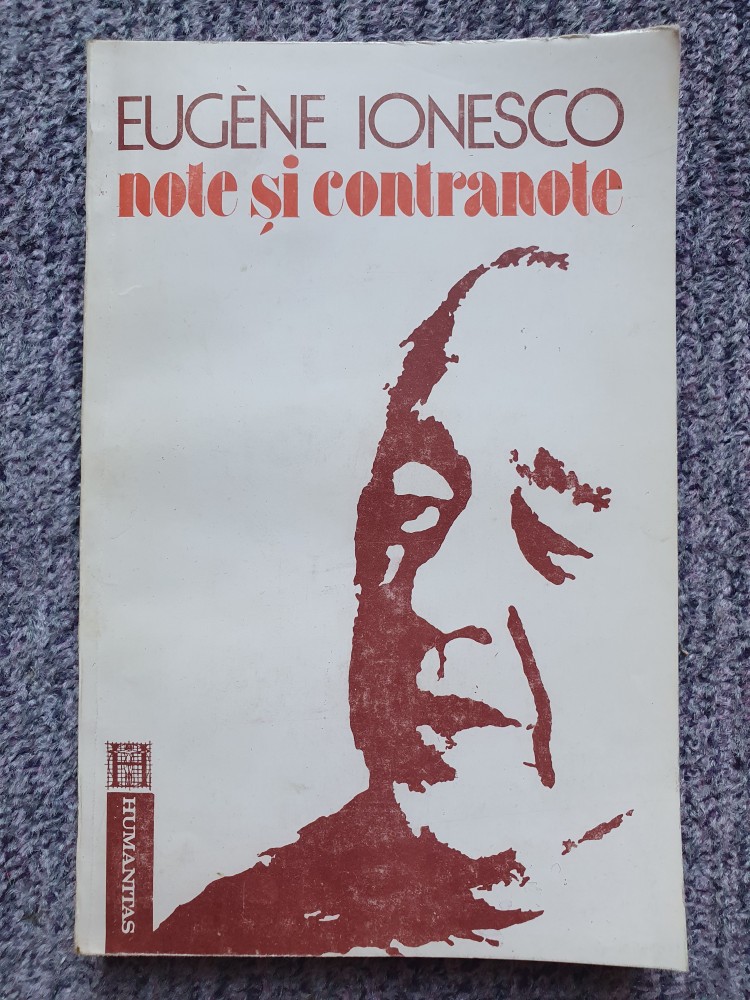 EUGÈNE IONESCO
note și contranote
H
HUMANITAS